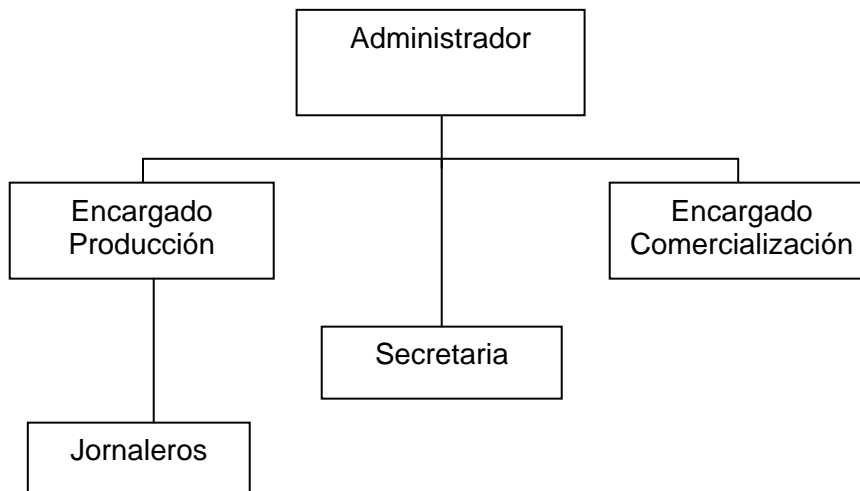 Administrador
Encargado
Producción
Encargado
Comercialización
Secretaria
Jornaleros